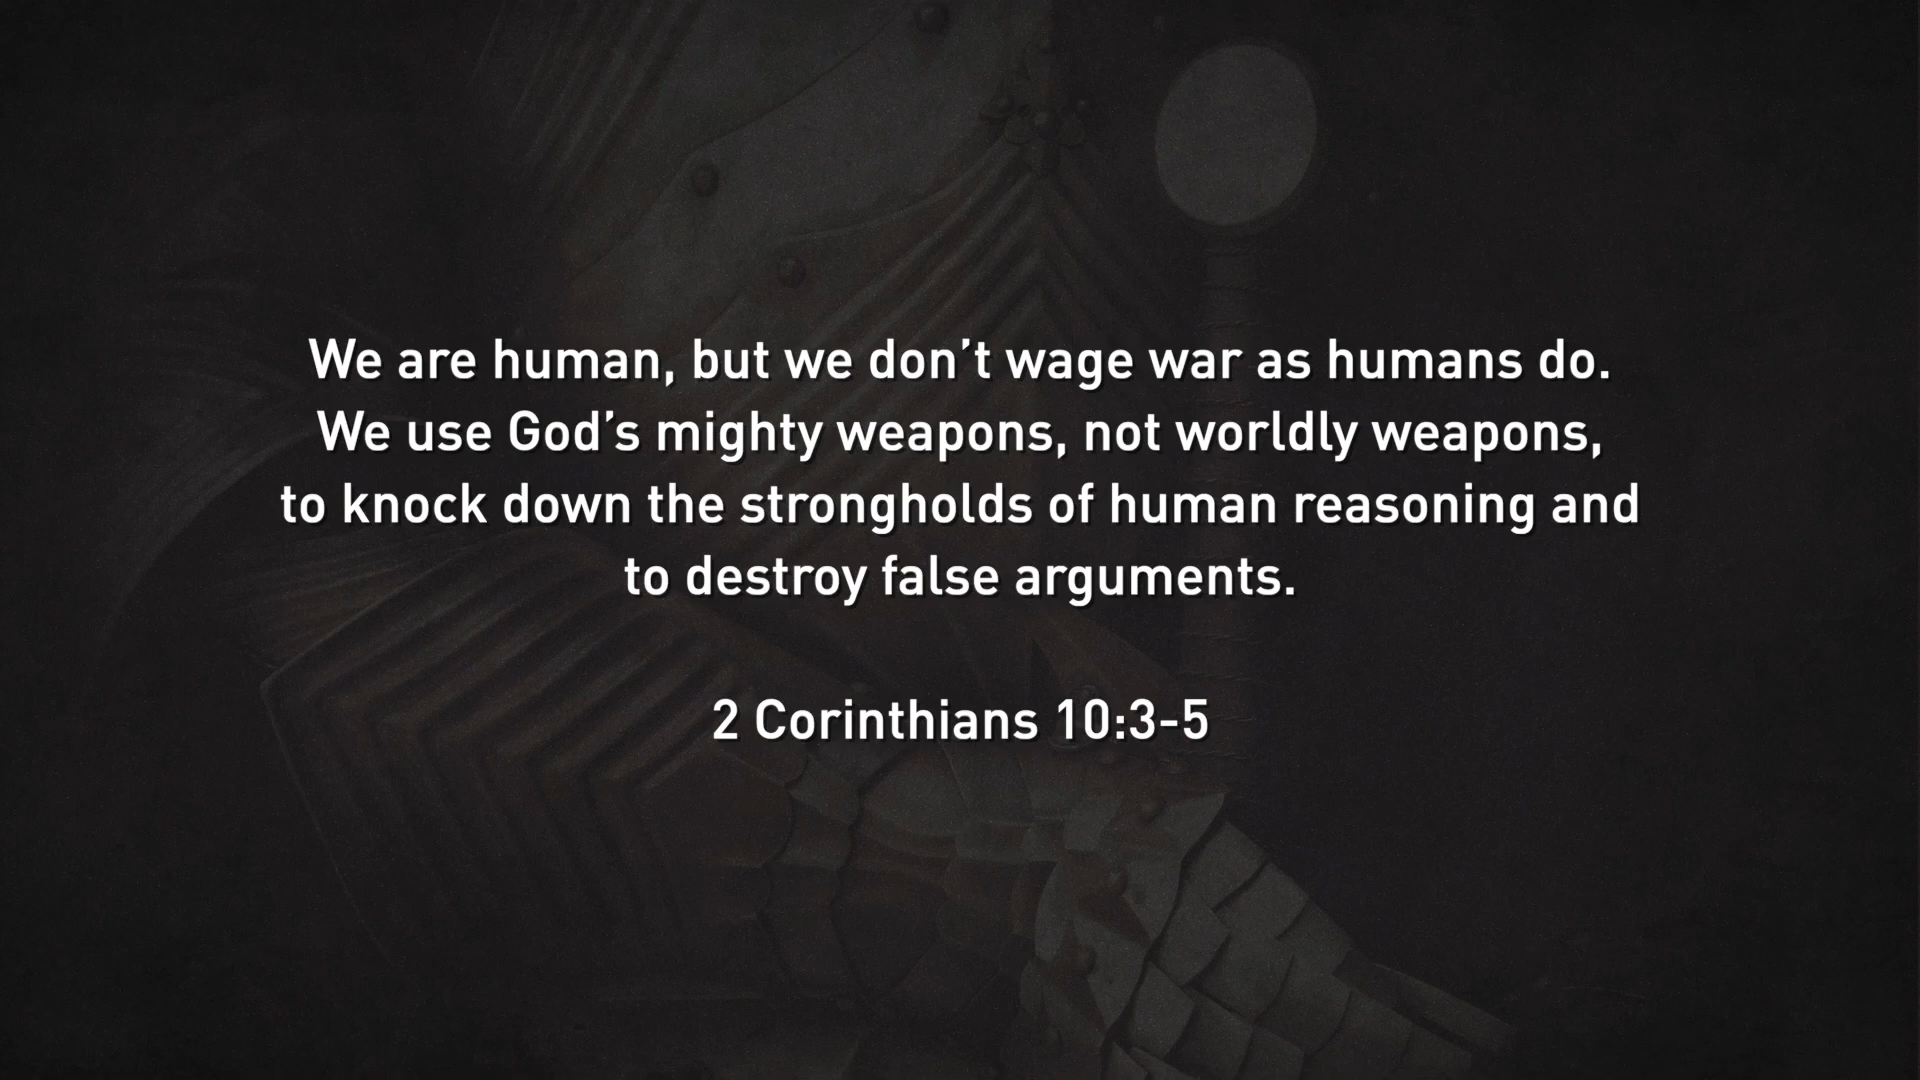 We are human, but we don’t wage war as humans do.
We use God’s mighty weapons, not worldly weapons,
to knock down the strongholds of human reasoning and
to destroy false arguments.
2 Corinthians 10:3-5